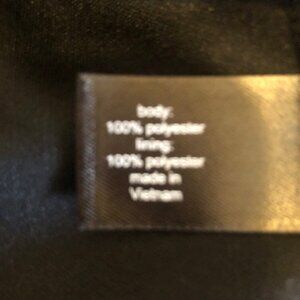 body:
100% polyester
lining:
100% polyester
made in
Vietnam